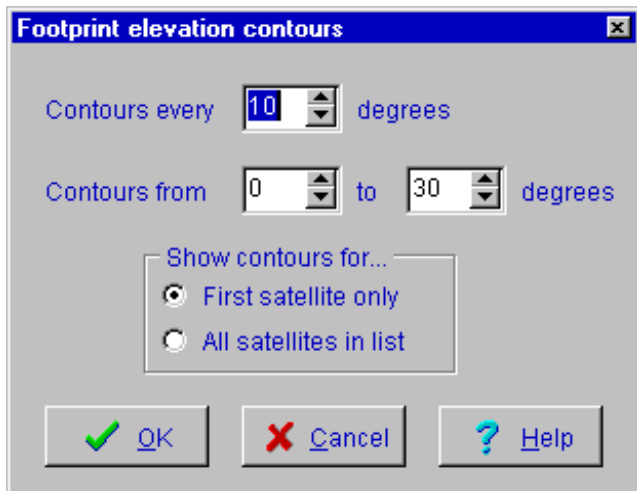 Footprint elevation contours
Contours every 10 degrees
Contours from 0 to 30 degrees
Show contours for...
First satellite only
All satellites in list
OK Cancel Help